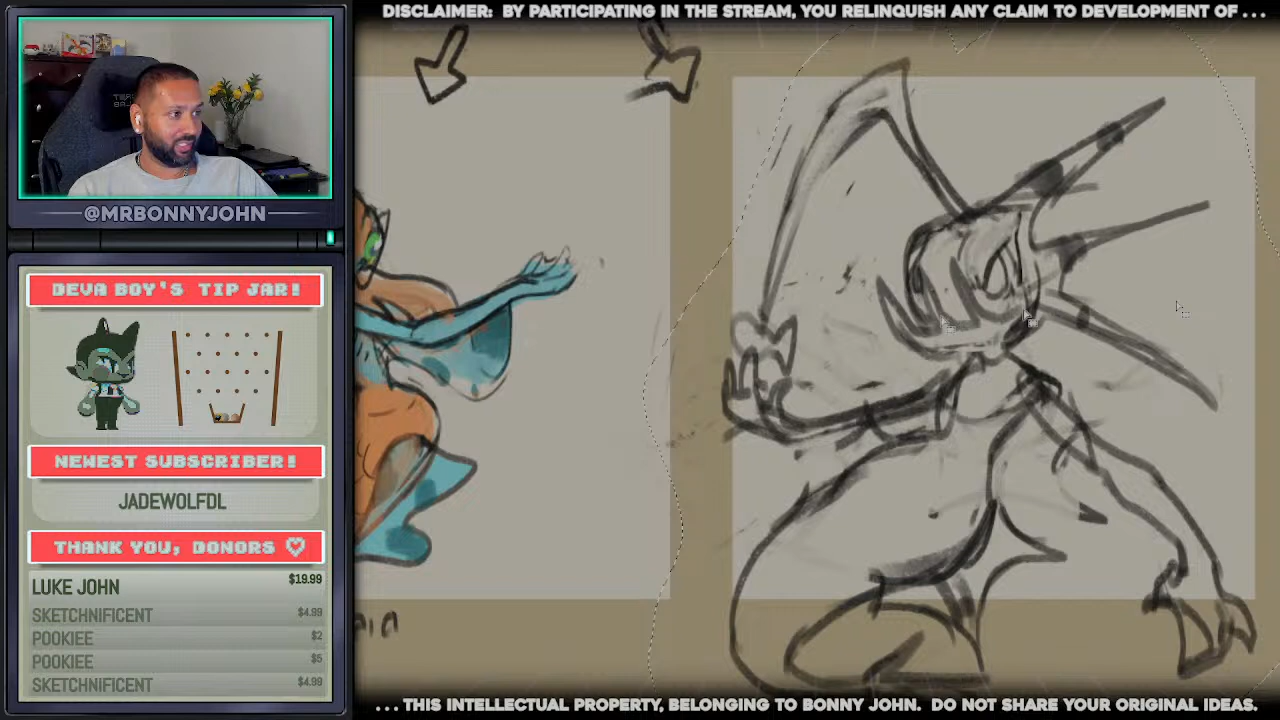 DISCLAIMER: BY PARTICIPATING IN THE STREAM, YOU RELINQUISH ANY CLAIM TO DEVELOPMENT OF . . .
@MRBONNYJOHN
DEVA BOY'S TIP JAR!
NEWEST SUBSCRIBER!
JADEWOLFDL
THANK YOU, DONORS
LUKE JOHN $19.99
SKETCHNIFICENT $4.99
POOKIEE $2
POOKIEE $5
SKETCHNIFICENT $4.99
. . . THIS INTELLECTUAL PROPERTY, BELONGING TO BONNY JOHN. DO NOT SHARE YOUR ORIGINAL IDEAS.